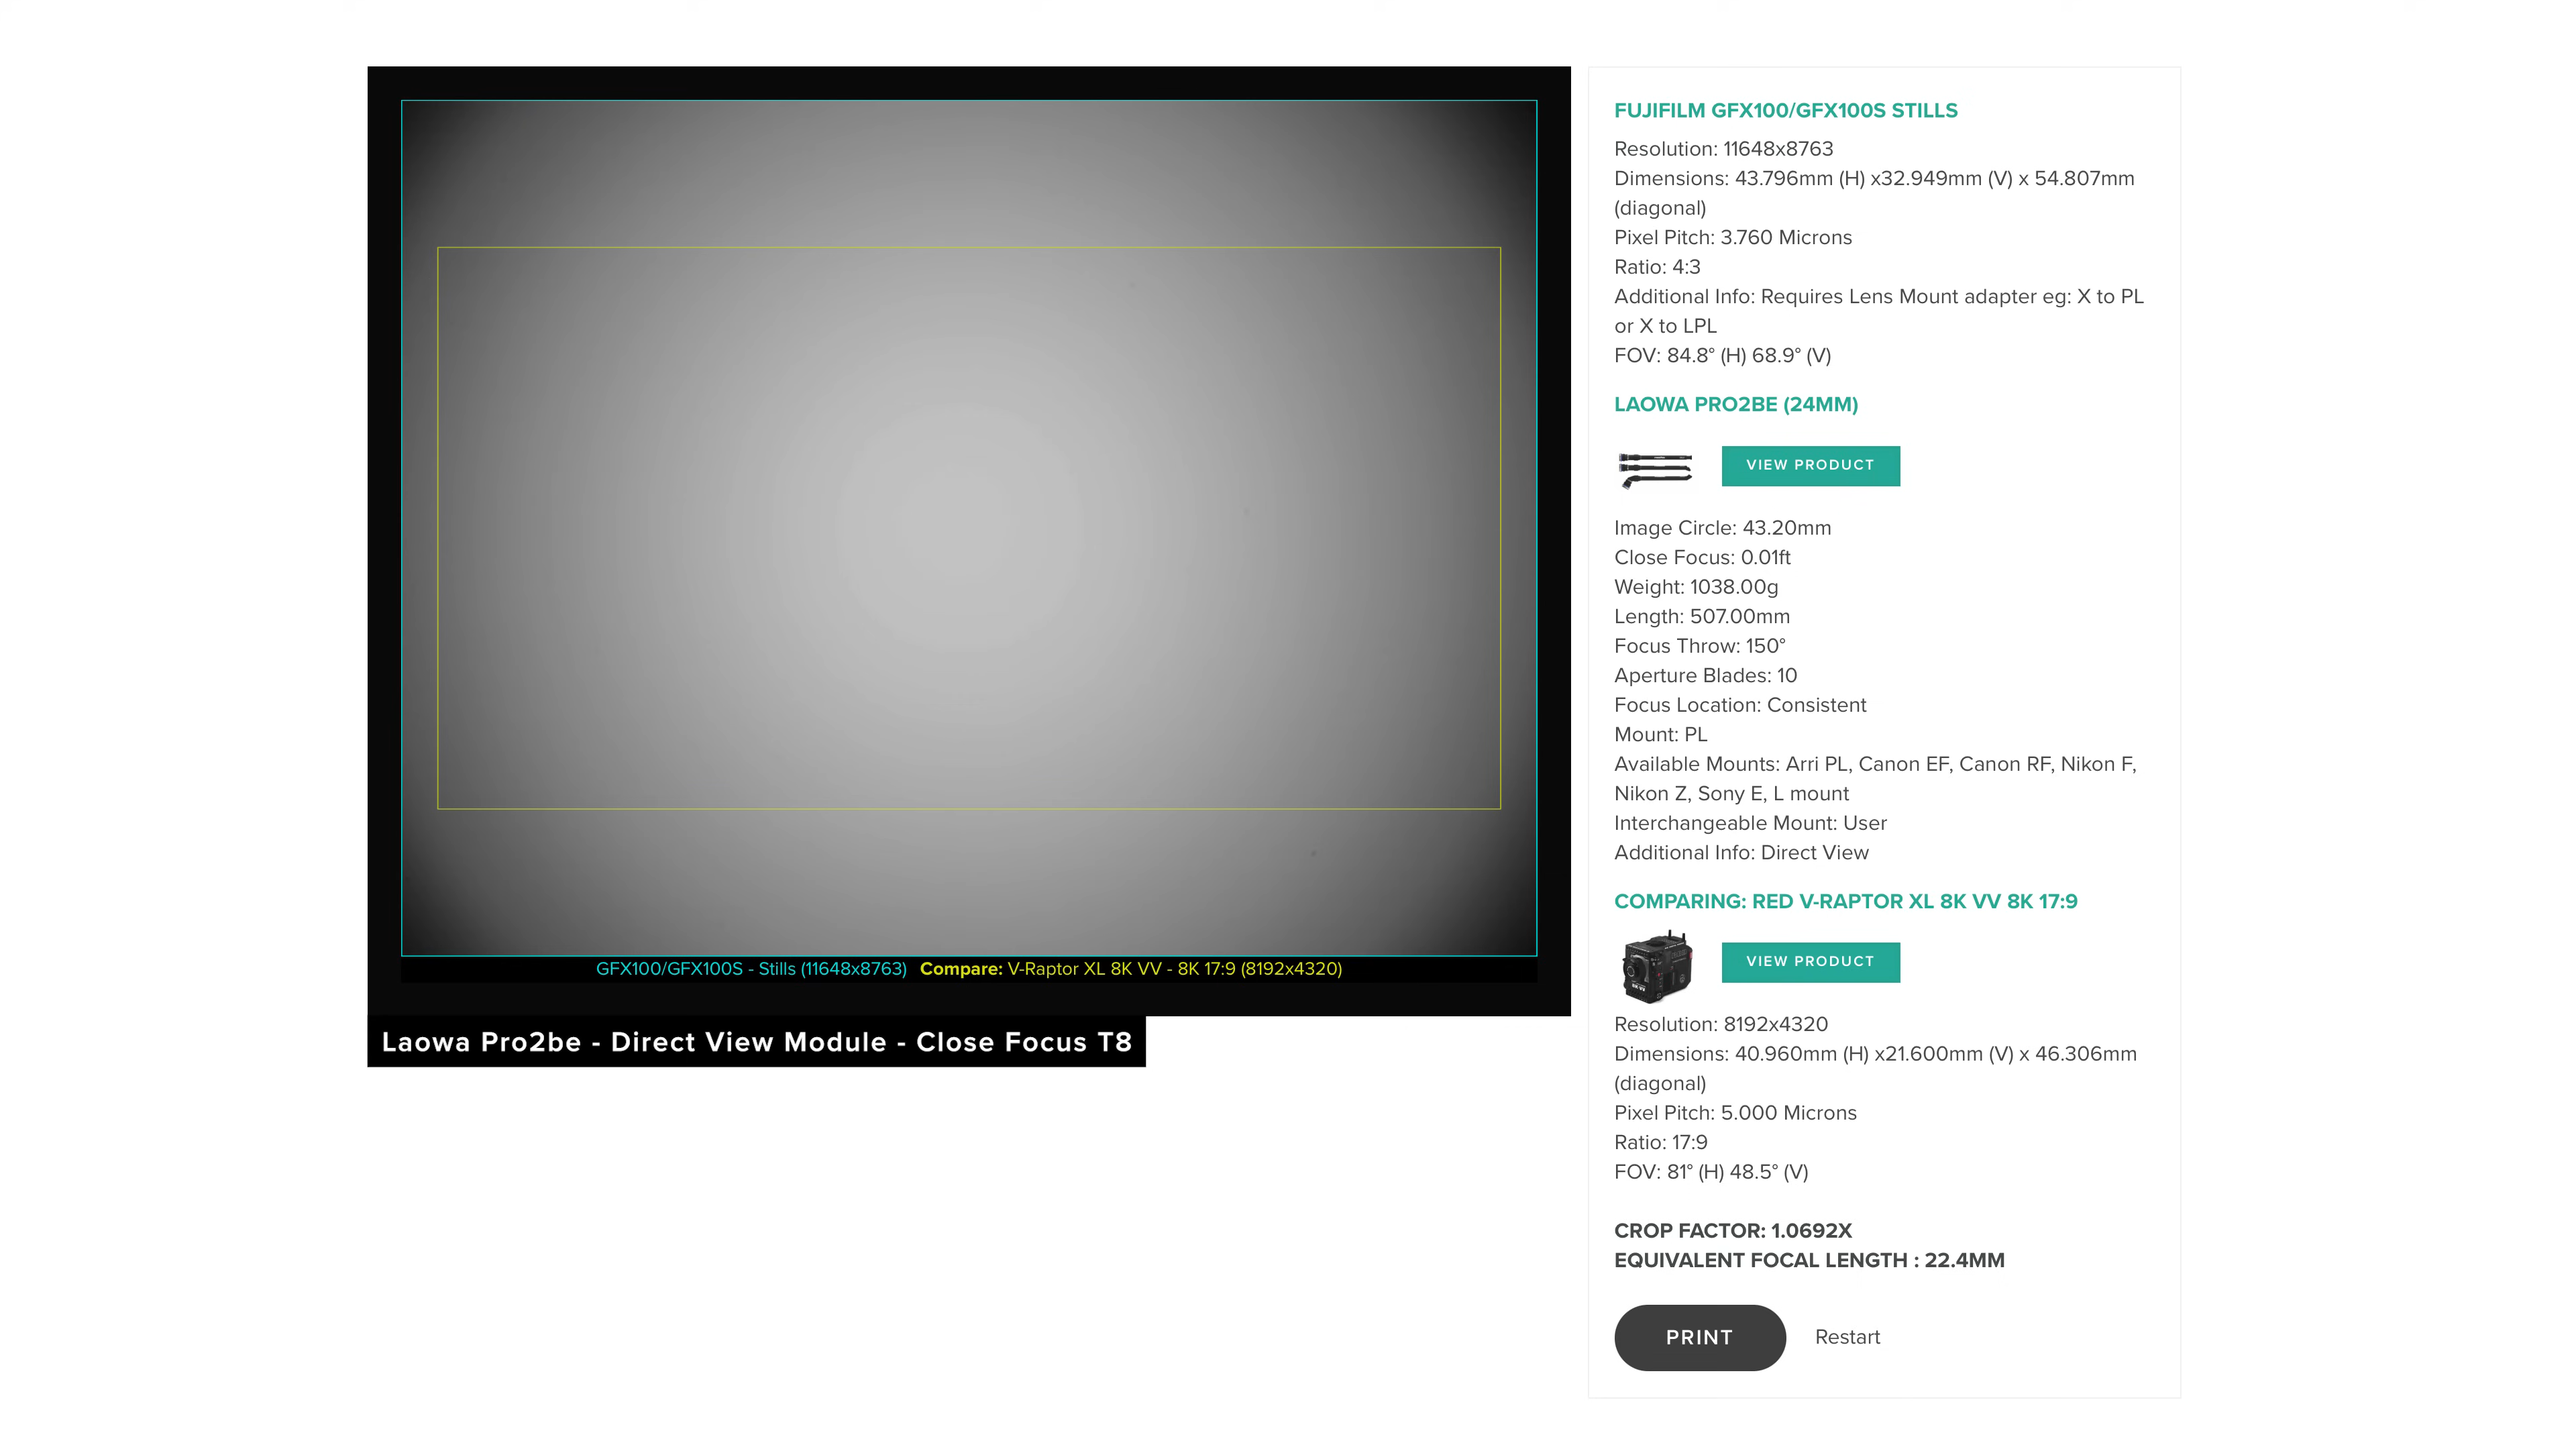 GFX100/GFX100S - Stills (11648x8763) Compare: V-Raptor XL 8K VV - 8K 17:9 (8192x4320)
Laowa Pro2be - Direct View Module - Close Focus T8
FUJIFILM GFX100/GFX100S STILLS
Resolution: 11648x8763
Dimensions: 43.796mm (H) x32.949mm (V) x 54.807mm
(diagonal)
Pixel Pitch: 3.760 Microns
Ratio: 4:3
Additional Info: Requires Lens Mount adapter eg: X to PL
or X to LPL
FOV: 84.8° (H) 68.9° (V)
LAOWA PRO2BE (24MM)
VIEW PRODUCT
Image Circle: 43.20mm
Close Focus: 0.01ft
Weight: 1038.00g
Length: 507.00mm
Focus Throw: 150°
Aperture Blades: 10
Focus Location: Consistent
Mount: PL
Available Mounts: Arri PL, Canon EF, Canon RF, Nikon F,
Nikon Z, Sony E, L mount
Interchangeable Mount: User
Additional Info: Direct View
COMPARING: RED V-RAPTOR XL 8K VV 8K 17:9
VIEW PRODUCT
Resolution: 8192x4320
Dimensions: 40.960mm (H) x21.600mm (V) x 46.306mm
(diagonal)
Pixel Pitch: 5.000 Microns
Ratio: 17:9
FOV: 81° (H) 48.5° (V)
CROP FACTOR: 1.0692X
EQUIVALENT FOCAL LENGTH : 22.4MM
PRINT Restart